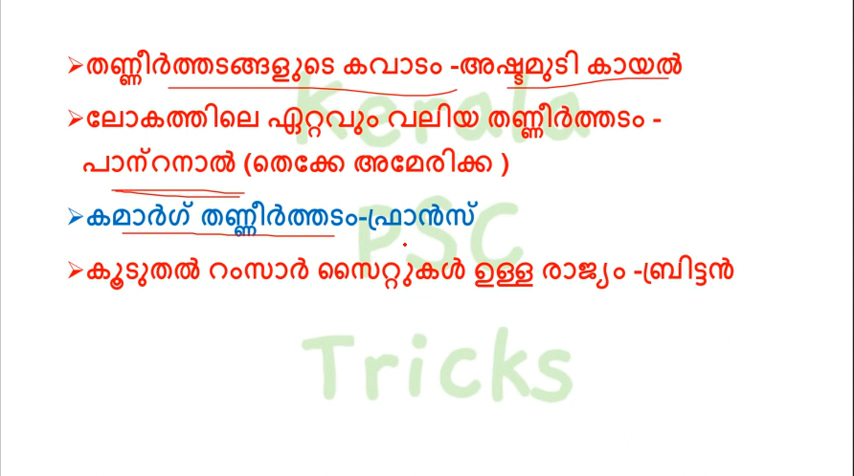 ➢തണ്ണീർത്തടങ്ങളുടെ കവാടം -അഷ്ടമുടി കായൽ
➢ലോകത്തിലെ ഏറ്റവും വലിയ തണ്ണീർത്തടം -
പാന്റനാൽ (തെക്കേ അമേരിക്ക )
➢കമാർഗ് തണ്ണീർത്തടം-ഫ്രാൻസ്
➢കൂടുതൽ റംസാർ സൈറ്റുകൾ ഉള്ള രാജ്യം -ബ്രിട്ടൻ
Kerala
PSC
Tricks